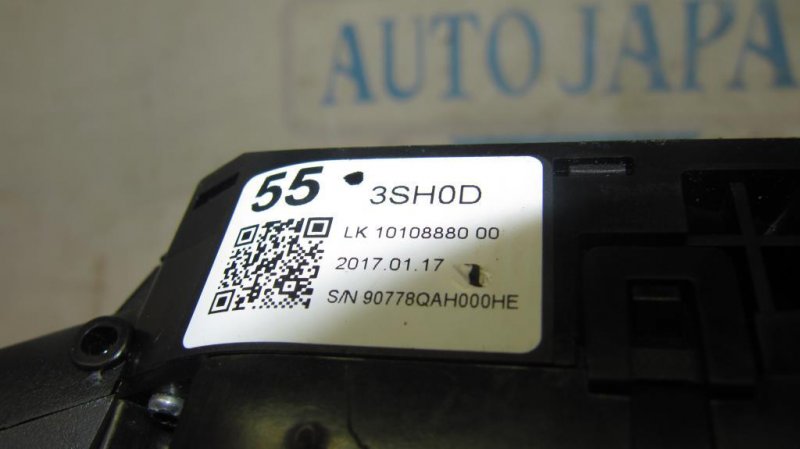 AUTO JAPA
55 3SH0D
LK 10108880 00
2017.01.17
S/N 90778QAH000HE